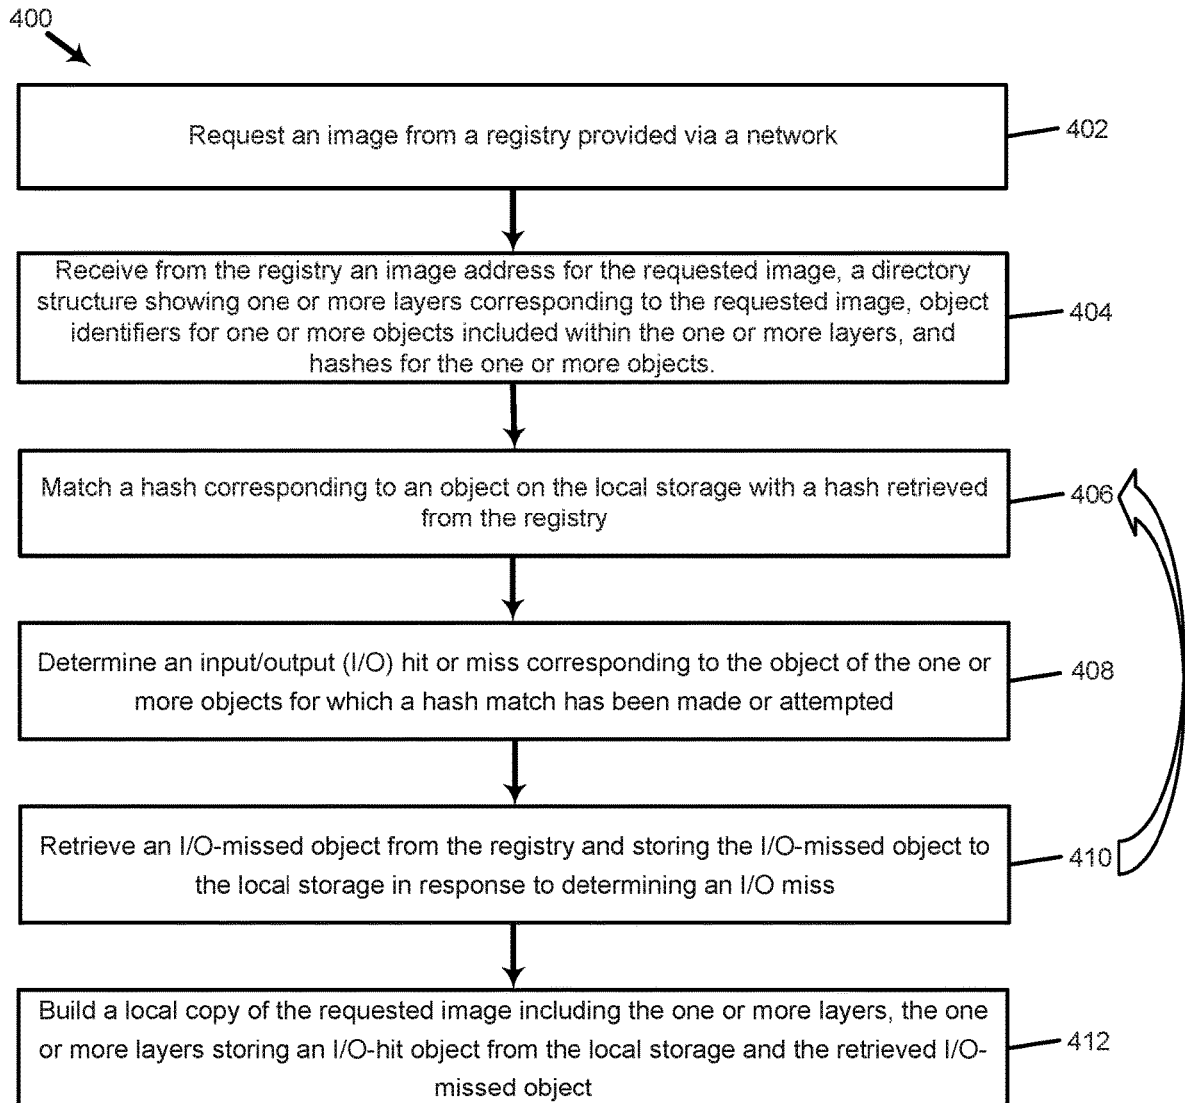 400
Request an image from a registry provided via a network
402
Receive from the registry an image address for the requested image, a directory
structure showing one or more layers corresponding to the requested image, object
identifiers for one or more objects included within the one or more layers, and
hashes for the one or more objects.
404
Match a hash corresponding to an object on the local storage with a hash retrieved
from the registry
406
Determine an input/output (I/O) hit or miss corresponding to the object of the one or
more objects for which a hash match has been made or attempted
408
Retrieve an I/O-missed object from the registry and storing the I/O-missed object to
the local storage in response to determining an I/O miss
410
Build a local copy of the requested image including the one or more layers, the one
or more layers storing an I/O-hit object from the local storage and the retrieved I/O-
missed object
412